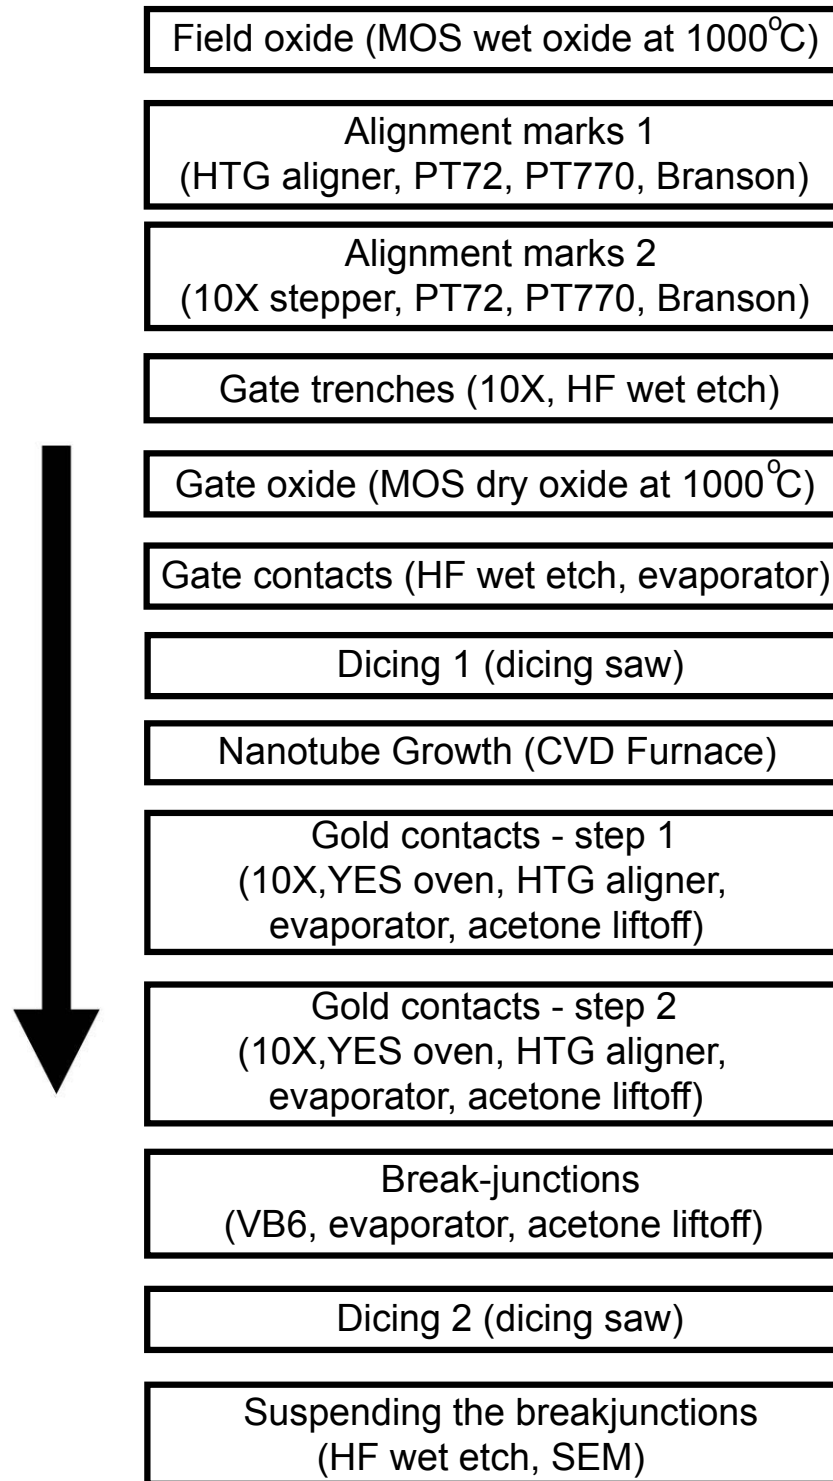 Field oxide (MOS wet oxide at 1000°C)
Alignment marks 1
(HTG aligner, PT72, PT770, Branson)
Alignment marks 2
(10X stepper, PT72, PT770, Branson)
Gate trenches (10X, HF wet etch)
Gate oxide (MOS dry oxide at 1000°C)
Gate contacts (HF wet etch, evaporator)
Dicing 1 (dicing saw)
Nanotube Growth (CVD Furnace)
Gold contacts - step 1
(10X,YES oven, HTG aligner,
evaporator, acetone liftoff)
Gold contacts - step 2
(10X,YES oven, HTG aligner,
evaporator, acetone liftoff)
Break-junctions
(VB6, evaporator, acetone liftoff)
Dicing 2 (dicing saw)
Suspending the breakjunctions
(HF wet etch, SEM)